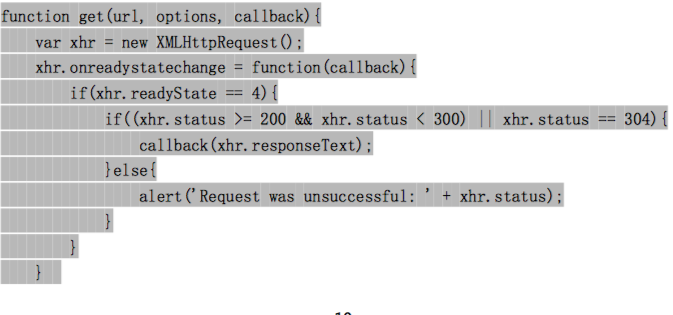 function get(url, options, callback){
    var xhr = new XMLHttpRequest();
    xhr.onreadystatechange = function(callback){
        if(xhr.readyState == 4){
            if((xhr.status >= 200 && xhr.status < 300) || xhr.status == 304){
                callback(xhr.responseText);
            }else{
                alert('Request was unsuccessful: ' + xhr.status);
            }
        }
    }